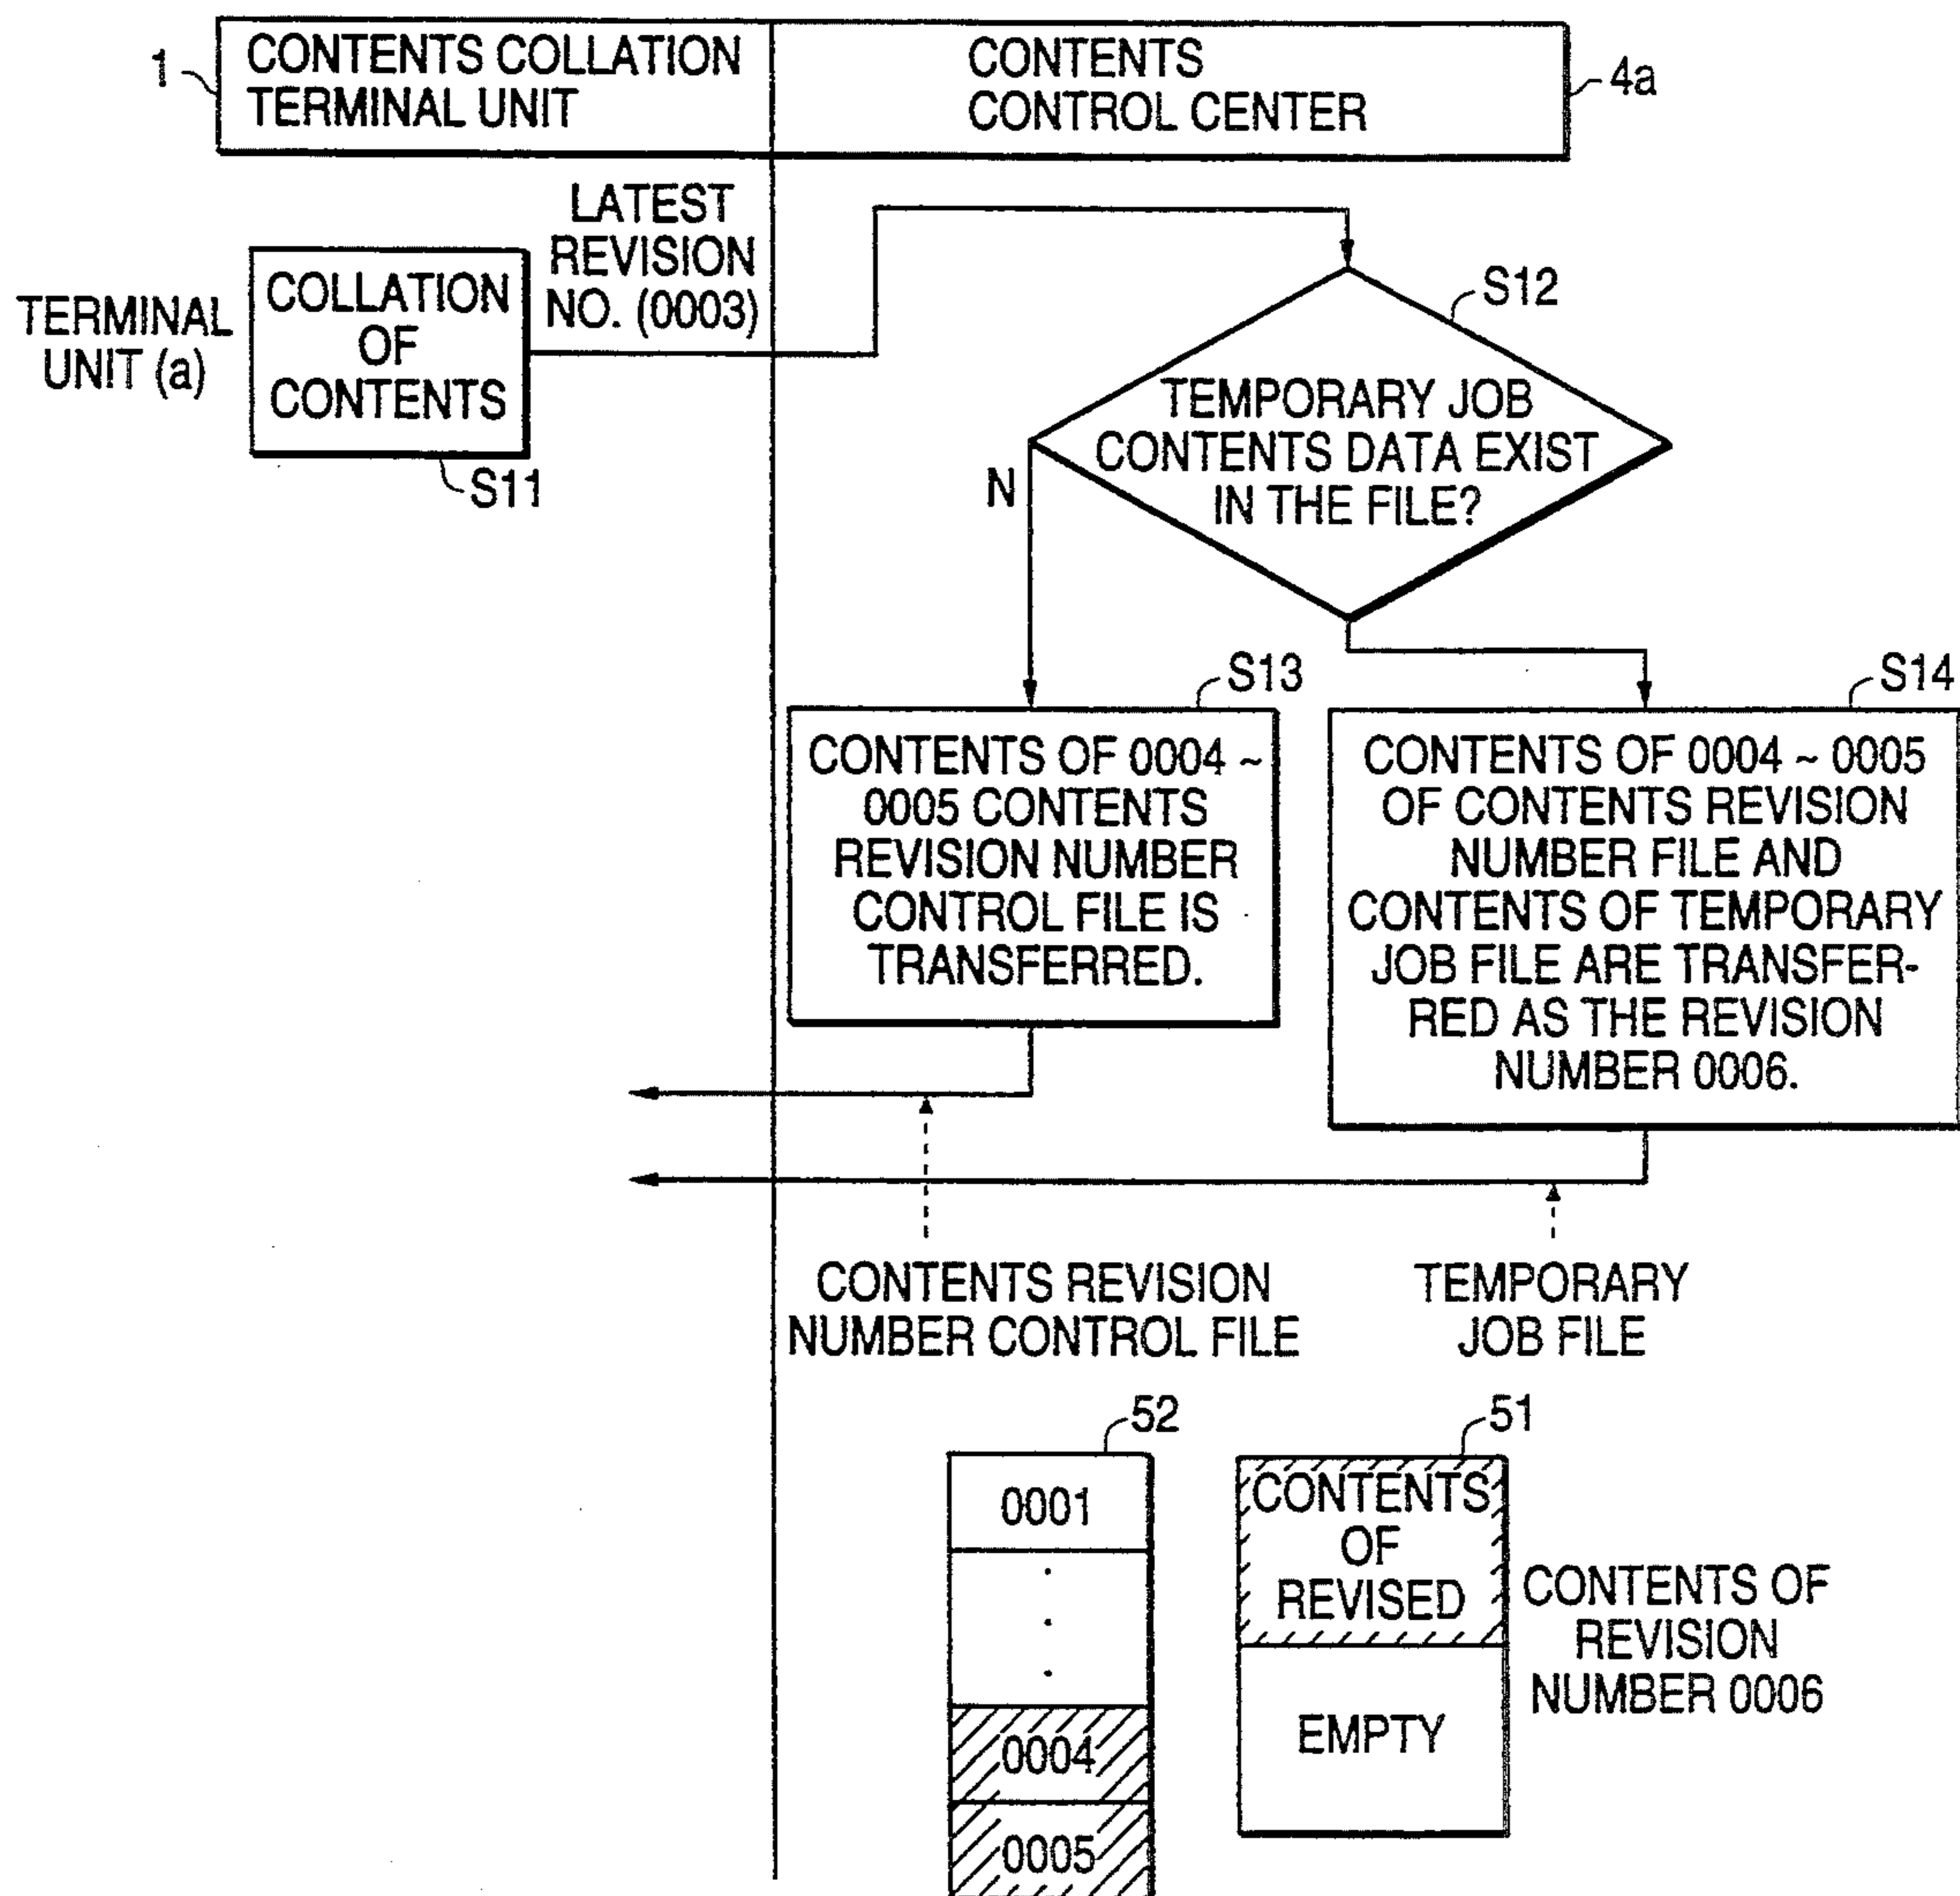 1
CONTENTS COLLATION
TERMINAL UNIT
CONTENTS
CONTROL CENTER
4a
LATEST
REVISION
NO. (0003)
TERMINAL
UNIT (a)
COLLATION
OF
CONTENTS
S11
S12
TEMPORARY JOB
CONTENTS DATA EXIST
IN THE FILE?
N
S13
CONTENTS OF 0004 ~
0005 CONTENTS
REVISION NUMBER
CONTROL FILE IS
TRANSFERRED.
S14
CONTENTS OF 0004 ~ 0005
OF CONTENTS REVISION
NUMBER FILE AND
CONTENTS OF TEMPORARY
JOB FILE ARE TRANSFER-
RED AS THE REVISION
NUMBER 0006.
CONTENTS REVISION
NUMBER CONTROL FILE
TEMPORARY
JOB FILE
52
0001
0004
0005
51
CONTENTS
OF
REVISED
EMPTY
CONTENTS OF
REVISION
NUMBER 0006